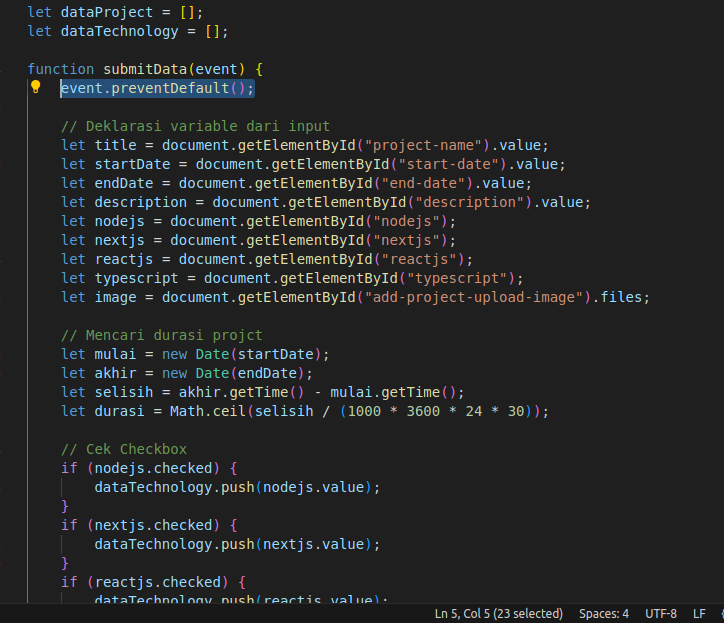 let dataProject = [];
let dataTechnology = [];
function submitData(event) {
event.preventDefault();
// Deklarasi variable dari input
let title = document.getElementById("project-name").value;
let startDate = document.getElementById("start-date").value;
let endDate = document.getElementById("end-date").value;
let description = document.getElementById("description").value;
let nodejs = document.getElementById("nodejs");
let nextjs = document.getElementById("nextjs");
let reactjs = document.getElementById("reactjs");
let typescript = document.getElementById("typescript");
let image = document.getElementById("add-project-upload-image").files;
// Mencari durasi projct
let mulai = new Date(startDate);
let akhir = new Date(endDate);
let selisih = akhir.getTime() - mulai.getTime();
let durasi = Math.ceil(selisih / (1000 * 3600 * 24 * 30));
// Cek Checkbox
if (nodejs.checked) {
dataTechnology.push(nodejs.value);
}
if (nextjs.checked) {
dataTechnology.push(nextjs.value);
}
if (reactjs.checked) {
dataTechnology.push(reactjs.value);
Ln 5, Col 5 (23 selected) Spaces: 4 UTF-8 LF {